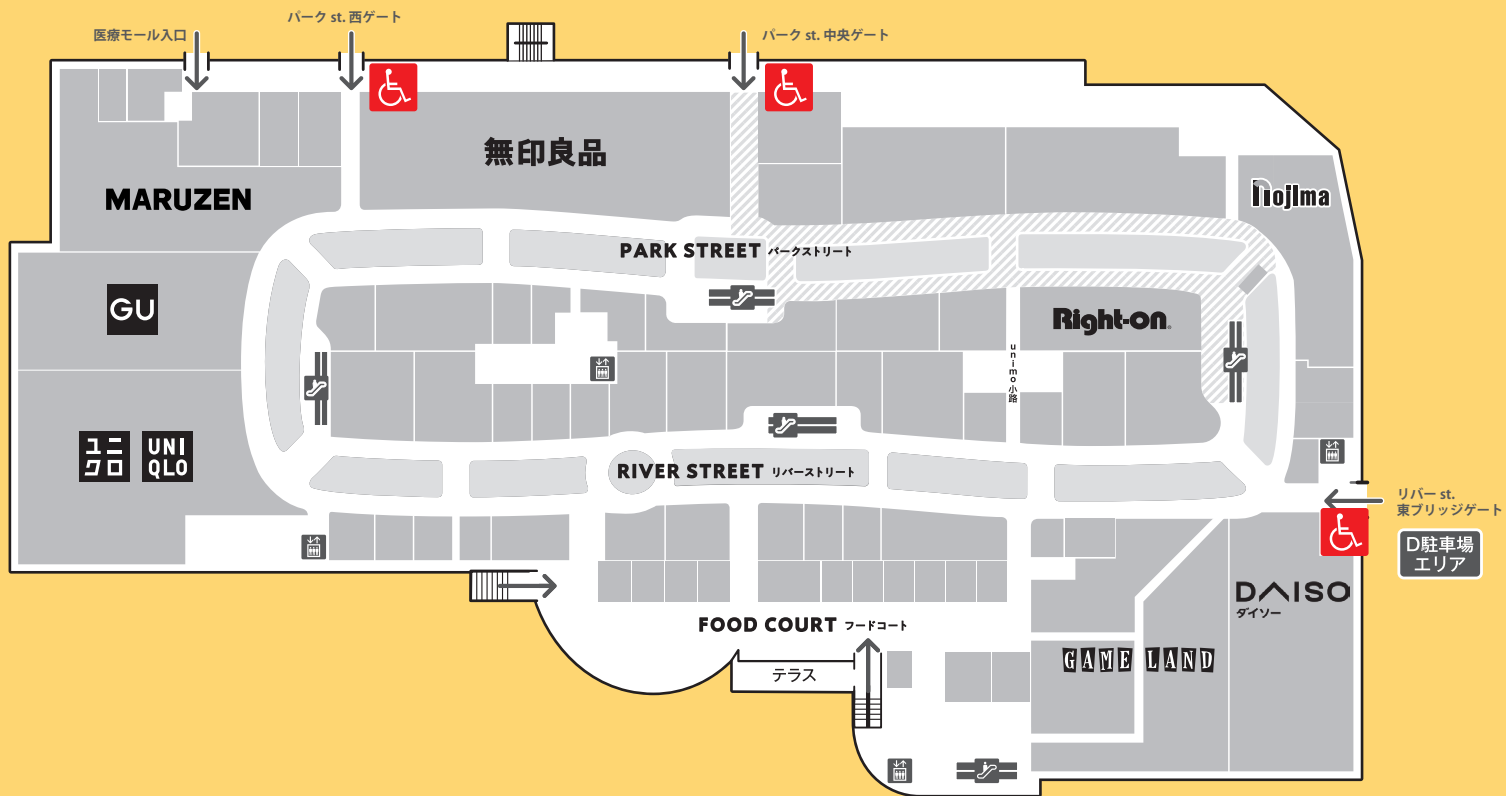 医療モール入口
パーク st. 西ゲート
パーク st. 中央ゲート
無印良品
MARUZEN
nojima
PARK STREET パークストリート
GU
Right-on
unimo小路
ユニクロ
UNIQLO
RIVER STREET リバーストリート
リバー st.
東ブリッジゲート
D駐車場
エリア
DAISO
ダイソー
FOOD COURT フードコート
GAME LAND
テラス